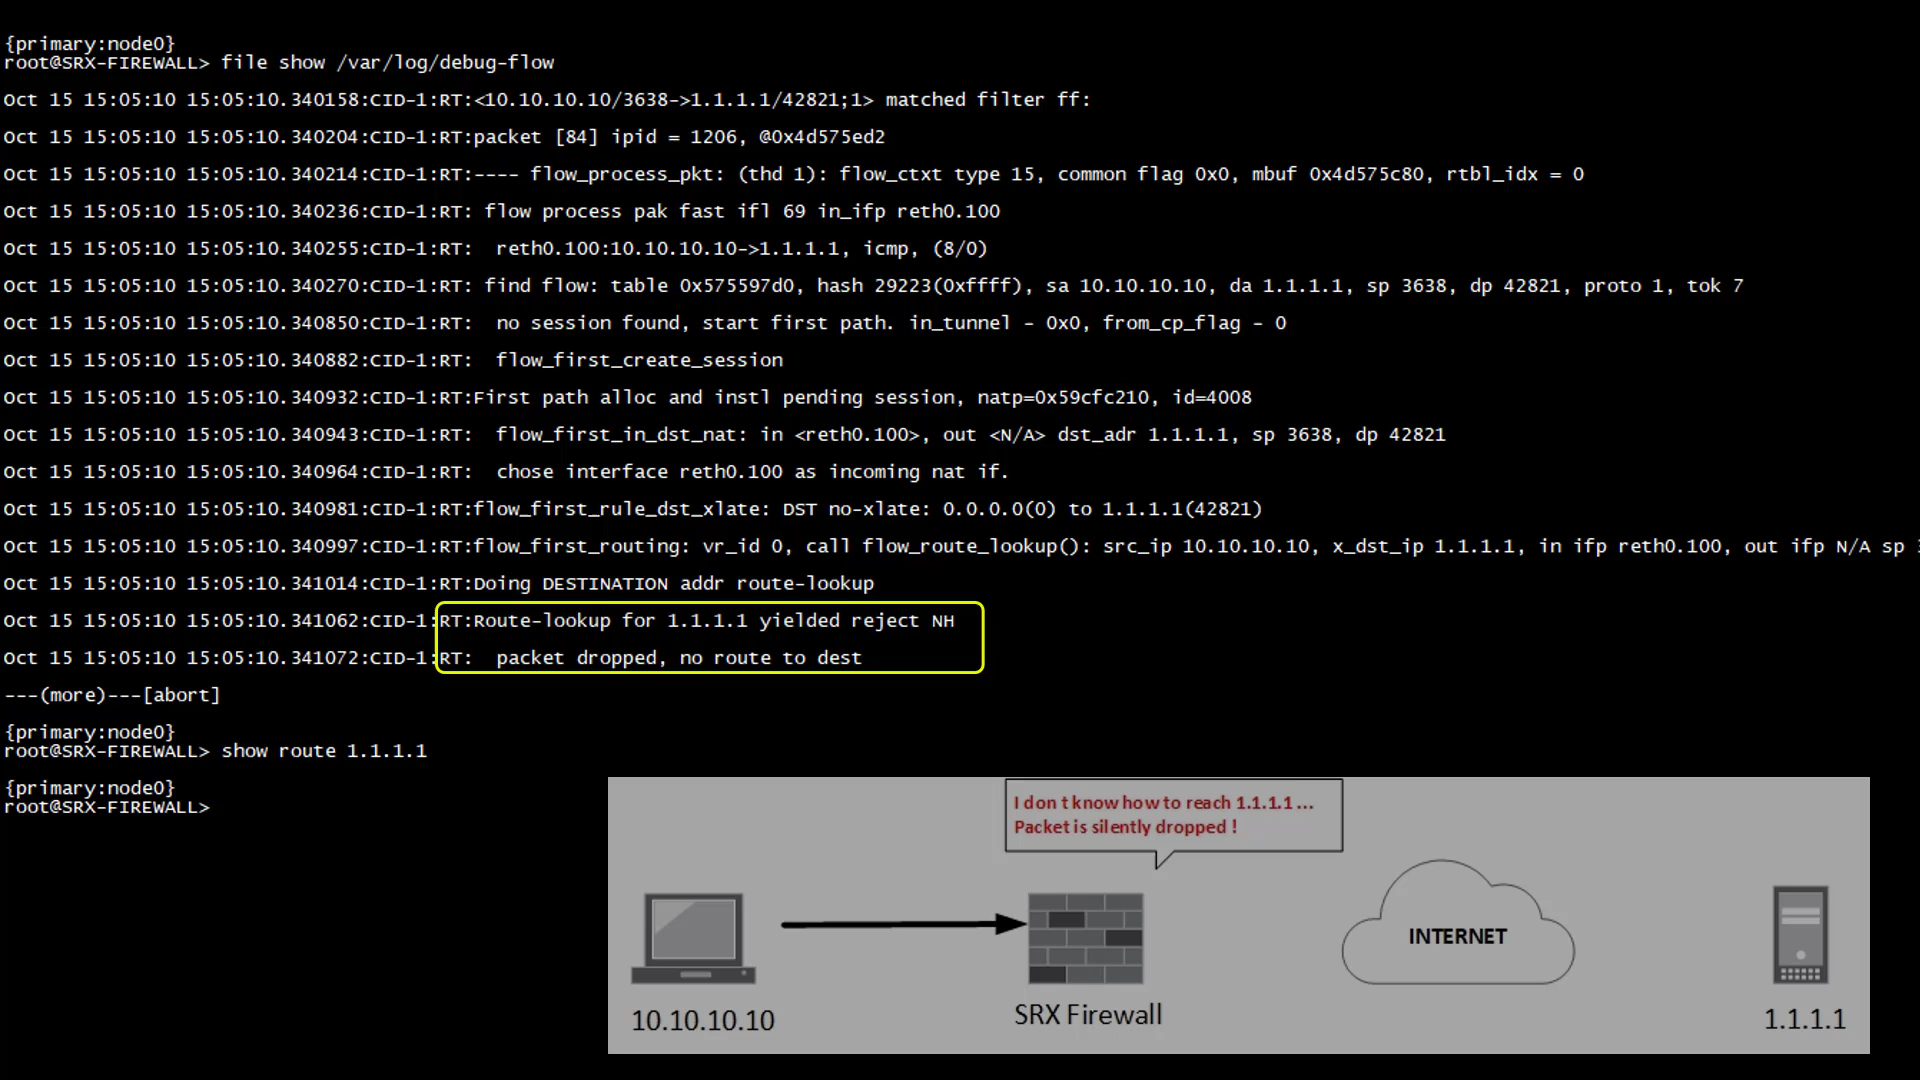 {primary:node0}
root@SRX-FIREWALL> file show /var/log/debug-flow
Oct 15 15:05:10 15:05:10.340158:CID-1:RT:<10.10.10.10/3638->1.1.1.1/42821;1> matched filter ff:
Oct 15 15:05:10 15:05:10.340204:CID-1:RT:packet [84] ipid = 1206, @0x4d575ed2
Oct 15 15:05:10 15:05:10.340214:CID-1:RT:---- flow_process_pkt: (thd 1): flow_ctxt type 15, common flag 0x0, mbuf 0x4d575c80, rtbl_idx = 0
Oct 15 15:05:10 15:05:10.340236:CID-1:RT: flow process pak fast ifl 69 in_ifp reth0.100
Oct 15 15:05:10 15:05:10.340255:CID-1:RT:  reth0.100:10.10.10.10->1.1.1.1, icmp, (8/0)
Oct 15 15:05:10 15:05:10.340270:CID-1:RT: find flow: table 0x575597d0, hash 29223(0xffff), sa 10.10.10.10, da 1.1.1.1, sp 3638, dp 42821, proto 1, tok 7
Oct 15 15:05:10 15:05:10.340850:CID-1:RT:  no session found, start first path. in_tunnel - 0x0, from_cp_flag - 0
Oct 15 15:05:10 15:05:10.340882:CID-1:RT:  flow_first_create_session
Oct 15 15:05:10 15:05:10.340932:CID-1:RT:First path alloc and instl pending session, natp=0x59cfc210, id=4008
Oct 15 15:05:10 15:05:10.340943:CID-1:RT:  flow_first_in_dst_nat: in <reth0.100>, out <N/A> dst_adr 1.1.1.1, sp 3638, dp 42821
Oct 15 15:05:10 15:05:10.340964:CID-1:RT:  chose interface reth0.100 as incoming nat if.
Oct 15 15:05:10 15:05:10.340981:CID-1:RT:flow_first_rule_dst_xlate: DST no-xlate: 0.0.0.0(0) to 1.1.1.1(42821)
Oct 15 15:05:10 15:05:10.340997:CID-1:RT:flow_first_routing: vr_id 0, call flow_route_lookup(): src_ip 10.10.10.10, x_dst_ip 1.1.1.1, in ifp reth0.100, out ifp N/A sp
Oct 15 15:05:10 15:05:10.341014:CID-1:RT:Doing DESTINATION addr route-lookup
Oct 15 15:05:10 15:05:10.341062:CID-1:RT:Route-lookup for 1.1.1.1 yielded reject NH
Oct 15 15:05:10 15:05:10.341072:CID-1:RT:  packet dropped, no route to dest
---(more)---[abort]
{primary:node0}
root@SRX-FIREWALL> show route 1.1.1.1
{primary:node0}
root@SRX-FIREWALL>
I don t know how to reach 1.1.1.1 ...
Packet is silently dropped !
INTERNET
10.10.10.10
SRX Firewall
1.1.1.1